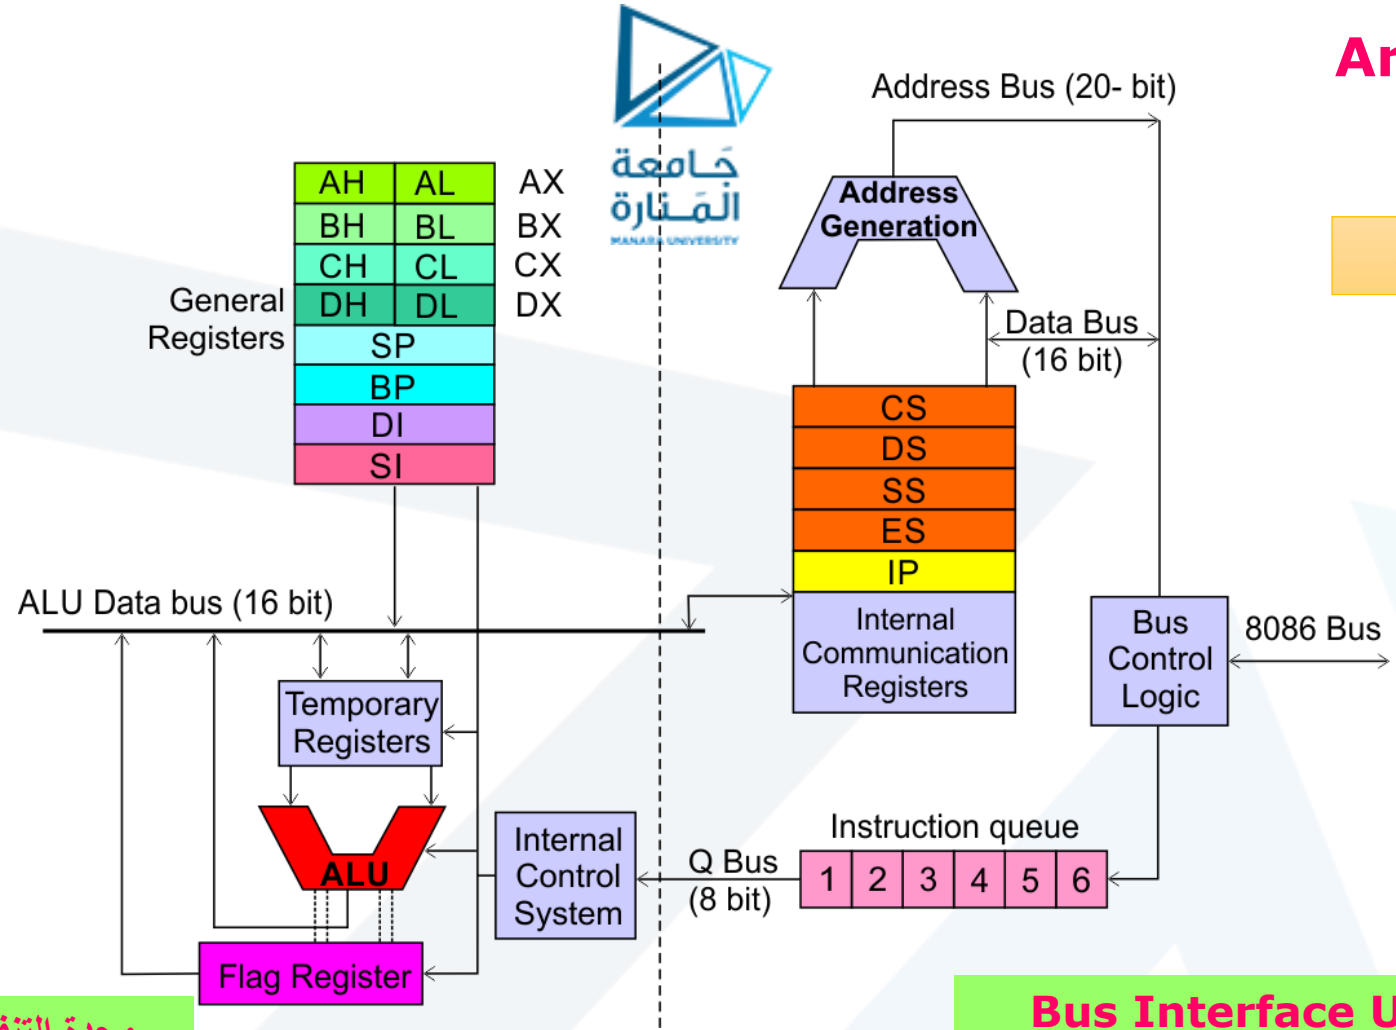 Address Bus (20- bit)
جَامعة
المَنارة
MANARA UNIVERSITY
AH AL AX
BH BL BX
CH CL CX
DH DL DX
General
Registers
SP
BP
DI
SI
Address
Generation
Data Bus
(16 bit)
CS
DS
SS
ES
IP
Internal
Communication
Registers
ALU Data bus (16 bit)
Bus
Control
Logic
8086 Bus
Temporary
Registers
ALU
Internal
Control
System
Q Bus
(8 bit)
Instruction queue
1 2 3 4 5 6
Flag Register
Bus Interface U